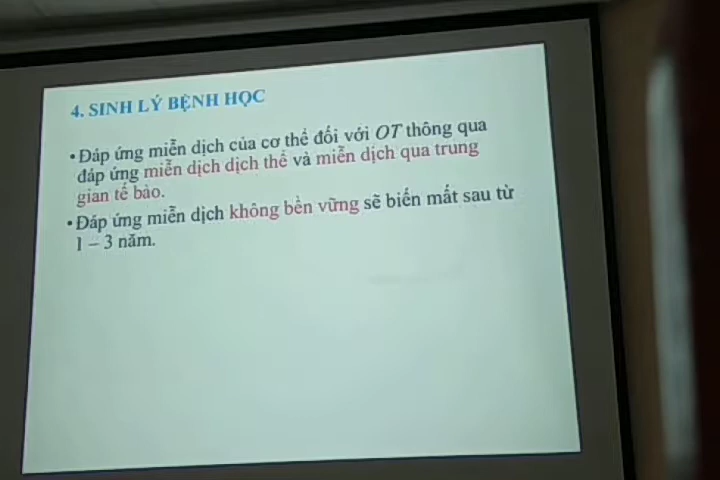 4. SINH LÝ BỆNH HỌC
• Đáp ứng miễn dịch của cơ thể đối với OT thông qua
đáp ứng miễn dịch dịch thể và miễn dịch qua trung
gian tế bào.
• Đáp ứng miễn dịch không bền vững sẽ biến mất sau từ
1 – 3 năm.